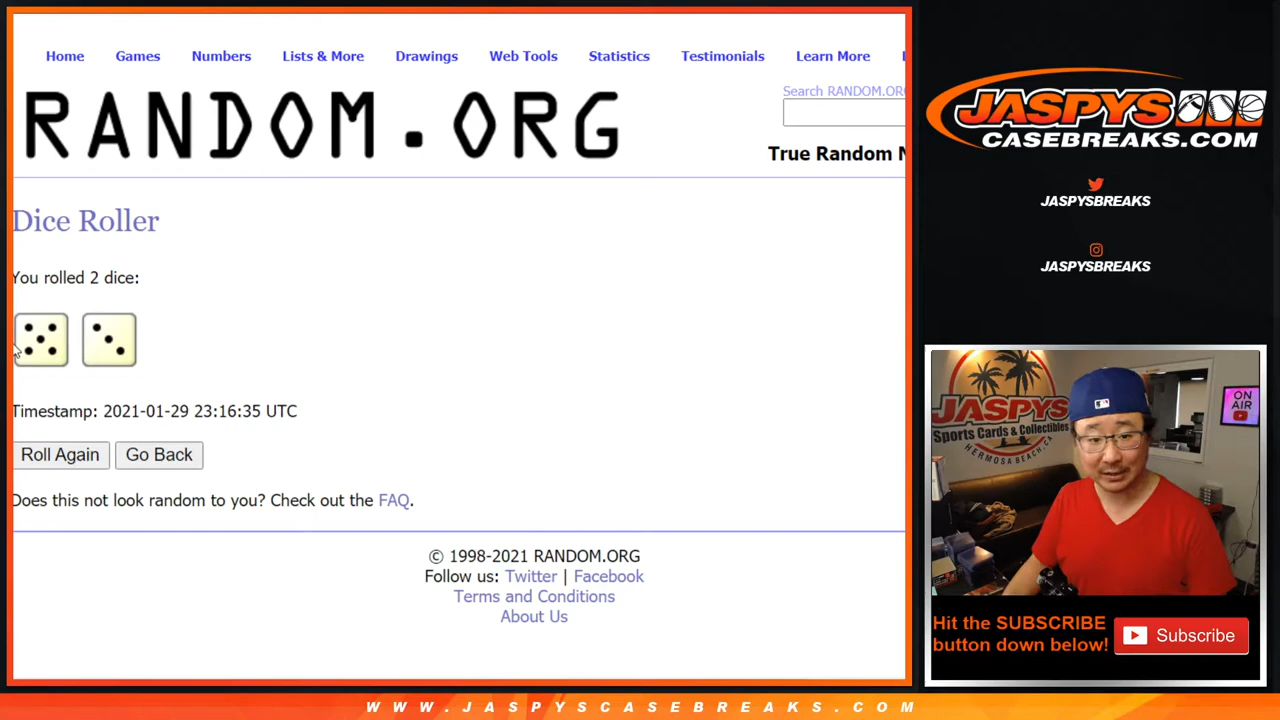 Home Games Numbers Lists & More Drawings Web Tools Statistics Testimonials Learn More
RANDOM.ORG
Search RANDOM.ORG
True Random N
Dice Roller
You rolled 2 dice:
Timestamp: 2021-01-29 23:16:35 UTC
Roll Again Go Back
Does this not look random to you? Check out the FAQ.
© 1998-2021 RANDOM.ORG
Follow us: Twitter | Facebook
Terms and Conditions
About Us
JASPYS
CASEBREAKS.COM
JASPYSBREAKS
JASPYSBREAKS
JASPYS
Sports Cards & Collectibles
HERMOSA BEACH, CA
ON
AIR
Hit the SUBSCRIBE
button down below!
Subscribe
WWW.JASPYSCASEBREAKS.COM